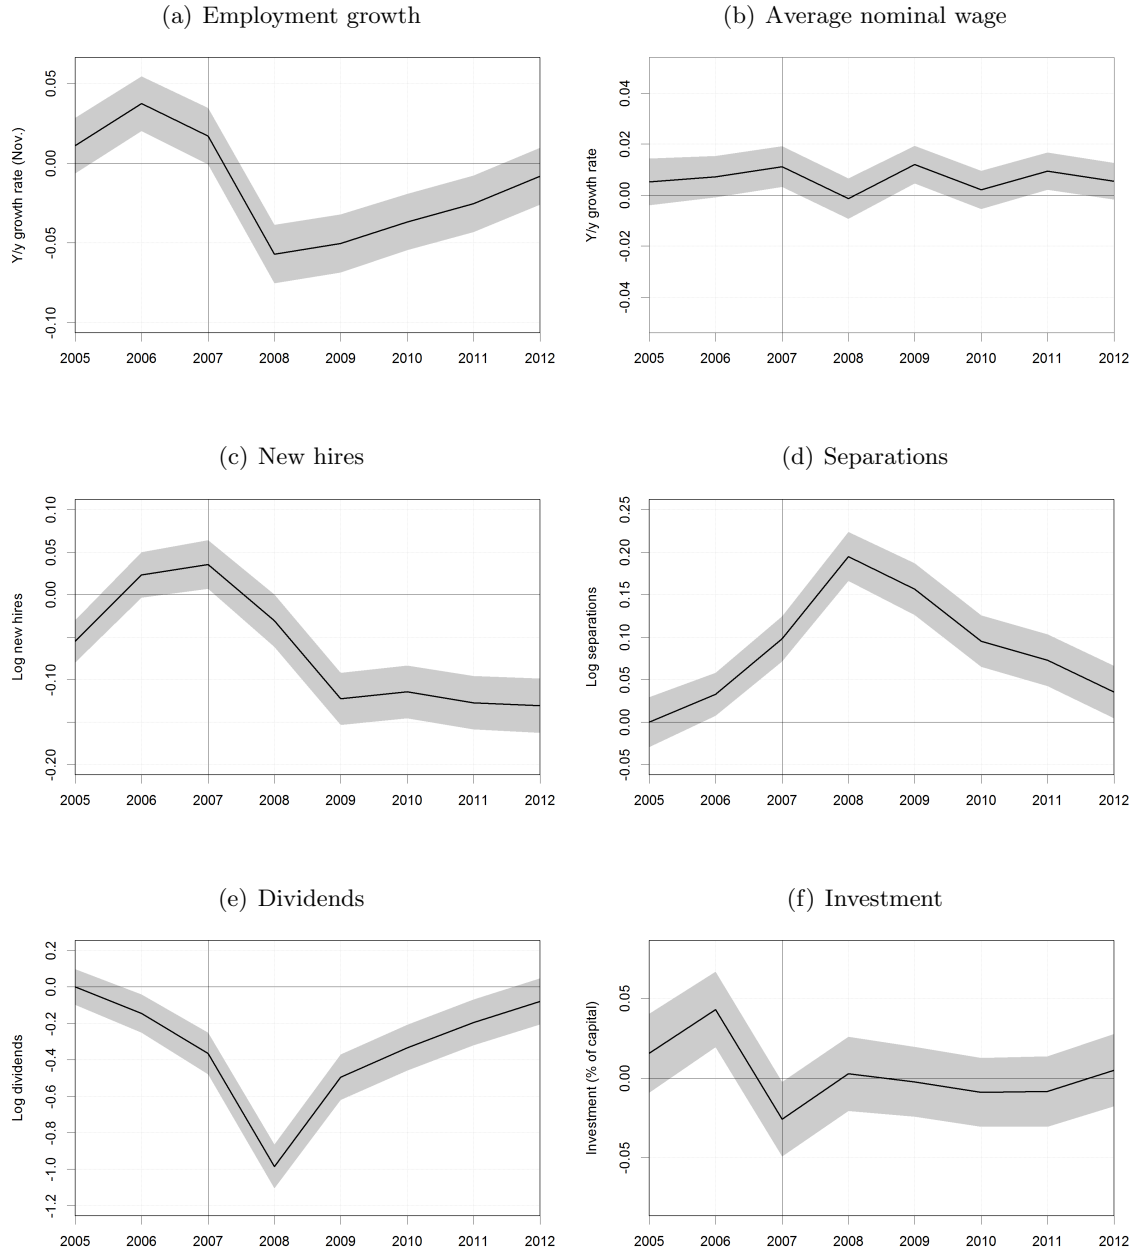 (a) Employment growth
Y/y growth rate (Nov.)
0.05
0.00
-0.05
-0.10
2005 2006 2007 2008 2009 2010 2011 2012
(b) Average nominal wage
Y/y growth rate
0.04
0.02
0.00
-0.02
-0.04
2005 2006 2007 2008 2009 2010 2011 2012
(c) New hires
Log new hires
0.10
0.05
0.00
-0.10
-0.20
2005 2006 2007 2008 2009 2010 2011 2012
(d) Separations
Log separations
0.25
0.20
0.15
0.10
0.05
0.00
-0.05
2005 2006 2007 2008 2009 2010 2011 2012
(e) Dividends
Log dividends
0.2
0.0
-0.2
-0.4
-0.6
-0.8
-1.0
-1.2
2005 2006 2007 2008 2009 2010 2011 2012
(f) Investment
Investment (% of capital)
0.05
0.00
-0.05
2005 2006 2007 2008 2009 2010 2011 2012